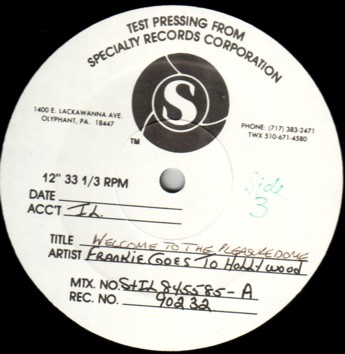 TEST PRESSING FROM
SPECIALTY RECORDS CORPORATION
S
TM
1400 E. LACKAWANNA AVE.
OLYPHANT, PA. 18447
PHONE: (717) 383-2471
TWX 510-671-4580
12" 33 1/3 RPM
Side
3
DATE
ACC'T IL
TITLE WELCOME TO THE PLEASUREDOME
ARTIST FRANKIE GOES TO HOLLYWOOD
MTX. NO. StIL 845585-A
REC. NO. 90232